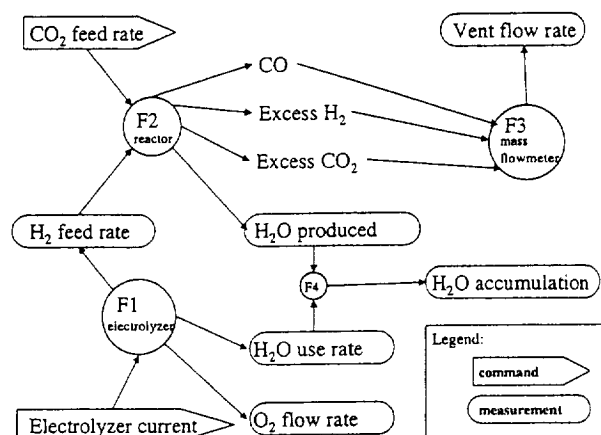 CO₂ feed rate
Vent flow rate
CO
F2
reactor
Excess H₂
F3
mass
flowmeter
Excess CO₂
H₂ feed rate
H₂O produced
F4
H₂O accumulation
F1
electrolyzer
H₂O use rate
Legend:
command
Electrolyzer current
O₂ flow rate
measurement